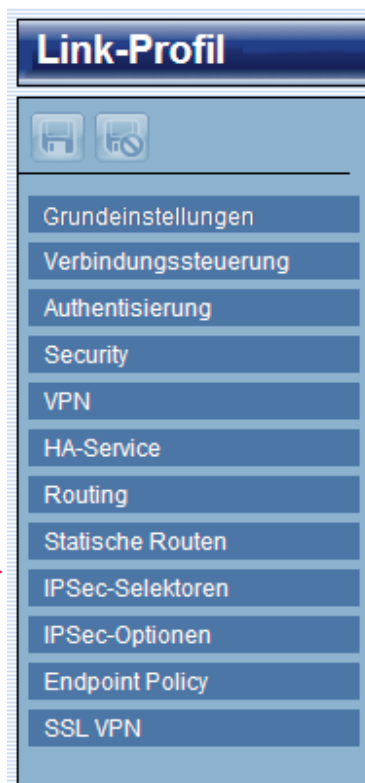 Link-Profil
Grundeinstellungen
Verbindungssteuerung
Authentisierung
Security
VPN
HA-Service
Routing
Statische Routen
IPSec-Selektoren
IPSec-Optionen
Endpoint Policy
SSL VPN